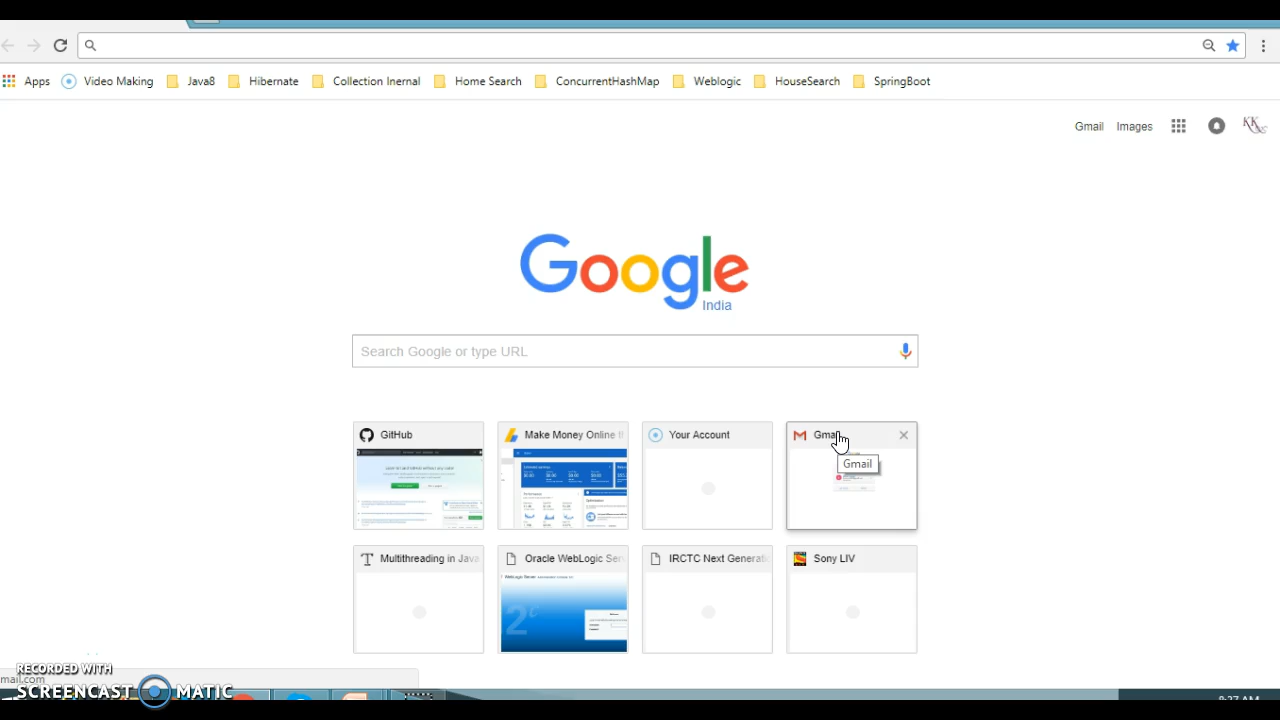 Apps Video Making Java8 Hibernate Collection Inernal Home Search ConcurrentHashMap Weblogic HouseSearch SpringBoot
Gmail Images
Google
India
Search Google or type URL
GitHub Make Money Online Your Account Gmail
Gmail
Multithreading in Java Oracle WebLogic IRCTC Next Sony LIV
RECORDED WITH
mail.com
SCREENCAST MATIC